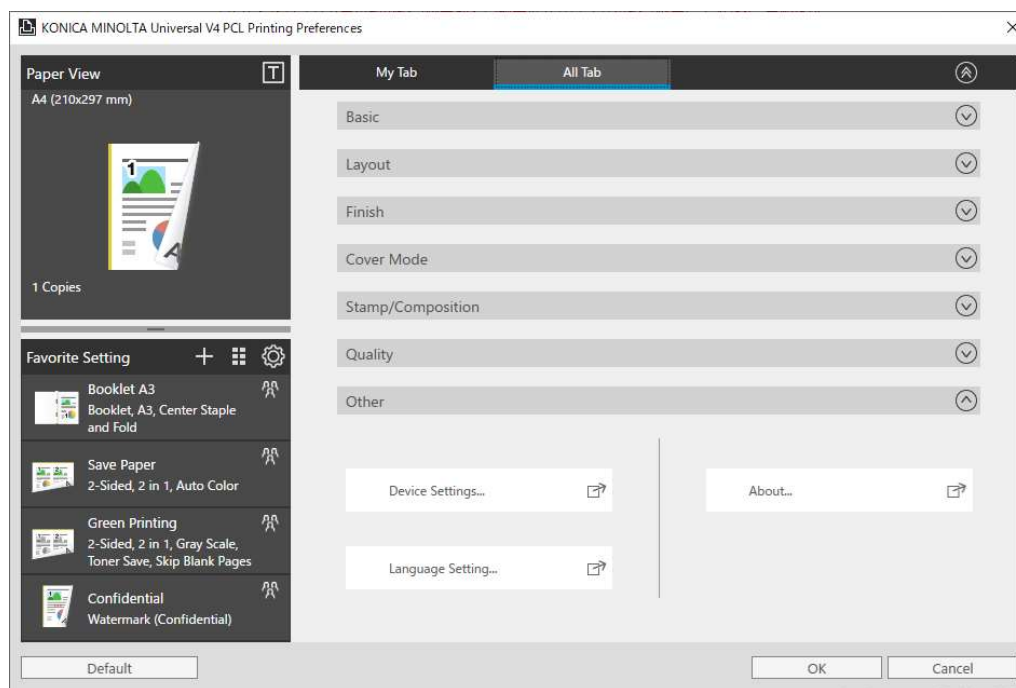 KONICA MINOLTA Universal V4 PCL Printing Preferences
Paper View
T
A4 (210x297 mm)
1
A
1 Copies
Favorite Setting
Booklet A3
Booklet, A3, Center Staple
and Fold
Save Paper
2-Sided, 2 in 1, Auto Color
Green Printing
2-Sided, 2 in 1, Gray Scale,
Toner Save, Skip Blank Pages
Confidential
Watermark (Confidential)
My Tab
All Tab
Basic
Layout
Finish
Cover Mode
Stamp/Composition
Quality
Other
Device Settings...
About...
Language Setting...
Default
OK
Cancel